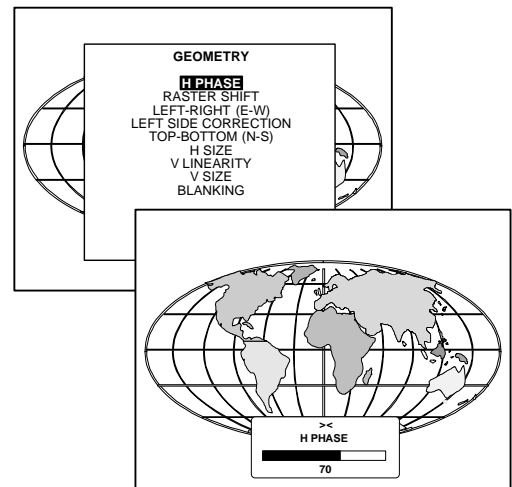 GEOMETRY
H PHASE
RASTER SHIFT
LEFT-RIGHT (E-W)
LEFT SIDE CORRECTION
TOP-BOTTOM (N-S)
H SIZE
V LINEARITY
V SIZE
BLANKING
><
H PHASE
70